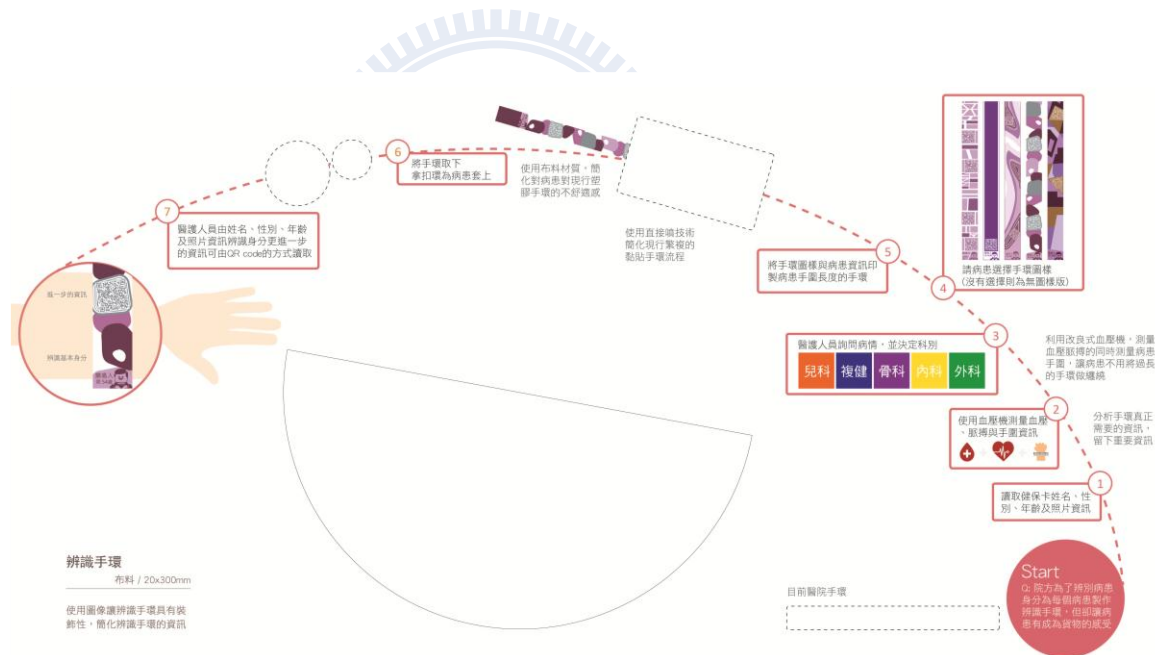 Start
Q: 院方為了辨別病患
身分為每個病患製作
辨識手環，但卻讓病
患有成為貨物的感受
目前醫院手環
1
讀取健保卡姓名、性
別、年齡及照片資訊
分析手環真正
需要的資訊，
留下重要資訊
2
使用血壓機測量血壓
、脈搏與手圍資訊
利用改良式血壓機，測量
血壓脈搏的同時測量病患
手圍，讓病患不用將過長
的手環做纏繞
3
醫護人員詢問病情，並決定科別
兒科 複健 骨科 內科 外科
4
請病患選擇手環圖樣
(沒有選擇則為無圖樣版)
5
將手環圖樣與病患資訊印
製病患手圍長度的手環
使用直接噴技術
簡化現行繁複的
黏貼手環流程
使用布料材質，簡
化對病患對現行塑
膠手環的不舒適感
6
將手環取下
拿扣環為病患套上
7
醫護人員由姓名、性別、年齡
及照片資訊辨識身分更進一步
的資訊可由QR code的方式讀取
進一步的資訊
辨識基本身分
辨識手環
布料 / 20x300mm
使用圖像讓辨識手環具有裝
飾性，簡化辨識手環的資訊